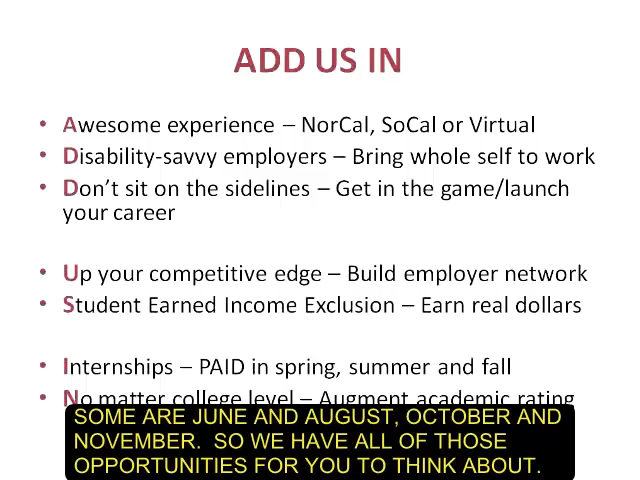 ADD US IN
• Awesome experience – NorCal, SoCal or Virtual
• Disability-savvy employers – Bring whole self to work
• Don't sit on the sidelines – Get in the game/launch
your career
• Up your competitive edge – Build employer network
• Student Earned Income Exclusion – Earn real dollars
• Internships – PAID in spring, summer and fall
• No matter college level – Augment academic rating
SOME ARE JUNE AND AUGUST, OCTOBER AND
NOVEMBER.  SO WE HAVE ALL OF THOSE
OPPORTUNITIES FOR YOU TO THINK ABOUT.